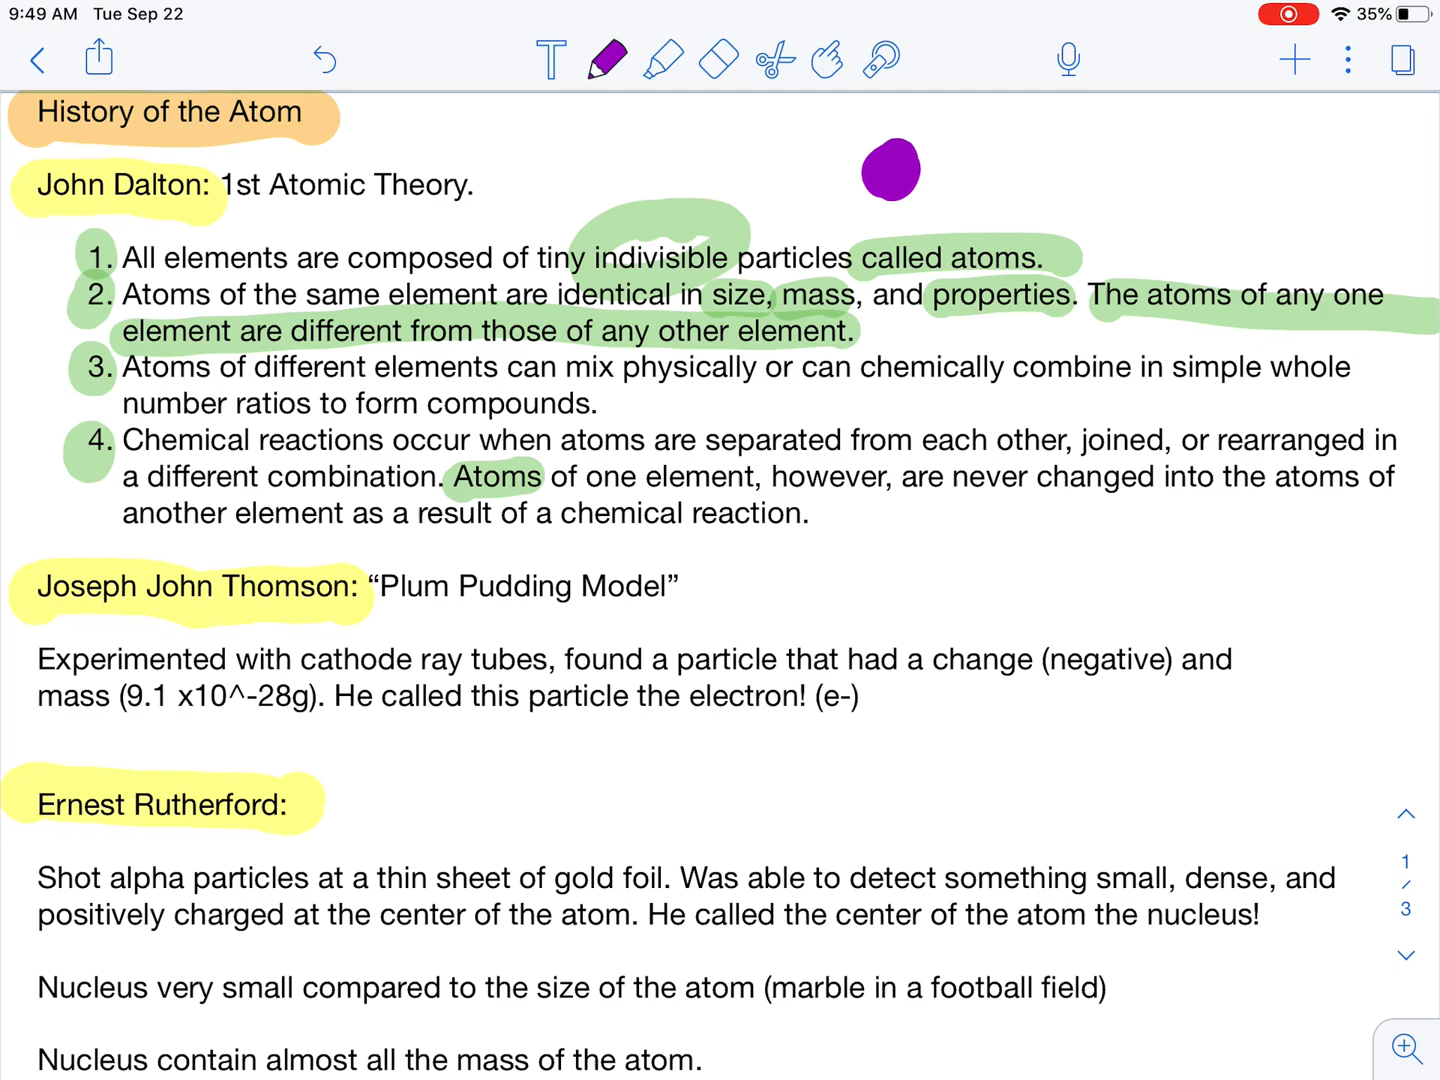 9:49 AM Tue Sep 22
35%
T
History of the Atom
John Dalton: 1st Atomic Theory.
1. All elements are composed of tiny indivisible particles called atoms.
2. Atoms of the same element are identical in size, mass, and properties. The atoms of any one
element are different from those of any other element.
3. Atoms of different elements can mix physically or can chemically combine in simple whole
number ratios to form compounds.
4. Chemical reactions occur when atoms are separated from each other, joined, or rearranged in
a different combination. Atoms of one element, however, are never changed into the atoms of
another element as a result of a chemical reaction.
Joseph John Thomson: “Plum Pudding Model”
Experimented with cathode ray tubes, found a particle that had a change (negative) and
mass (9.1 x10^-28g). He called this particle the electron! (e-)
Ernest Rutherford:
Shot alpha particles at a thin sheet of gold foil. Was able to detect something small, dense, and
positively charged at the center of the atom. He called the center of the atom the nucleus!
Nucleus very small compared to the size of the atom (marble in a football field)
Nucleus contain almost all the mass of the atom.
1
/
3